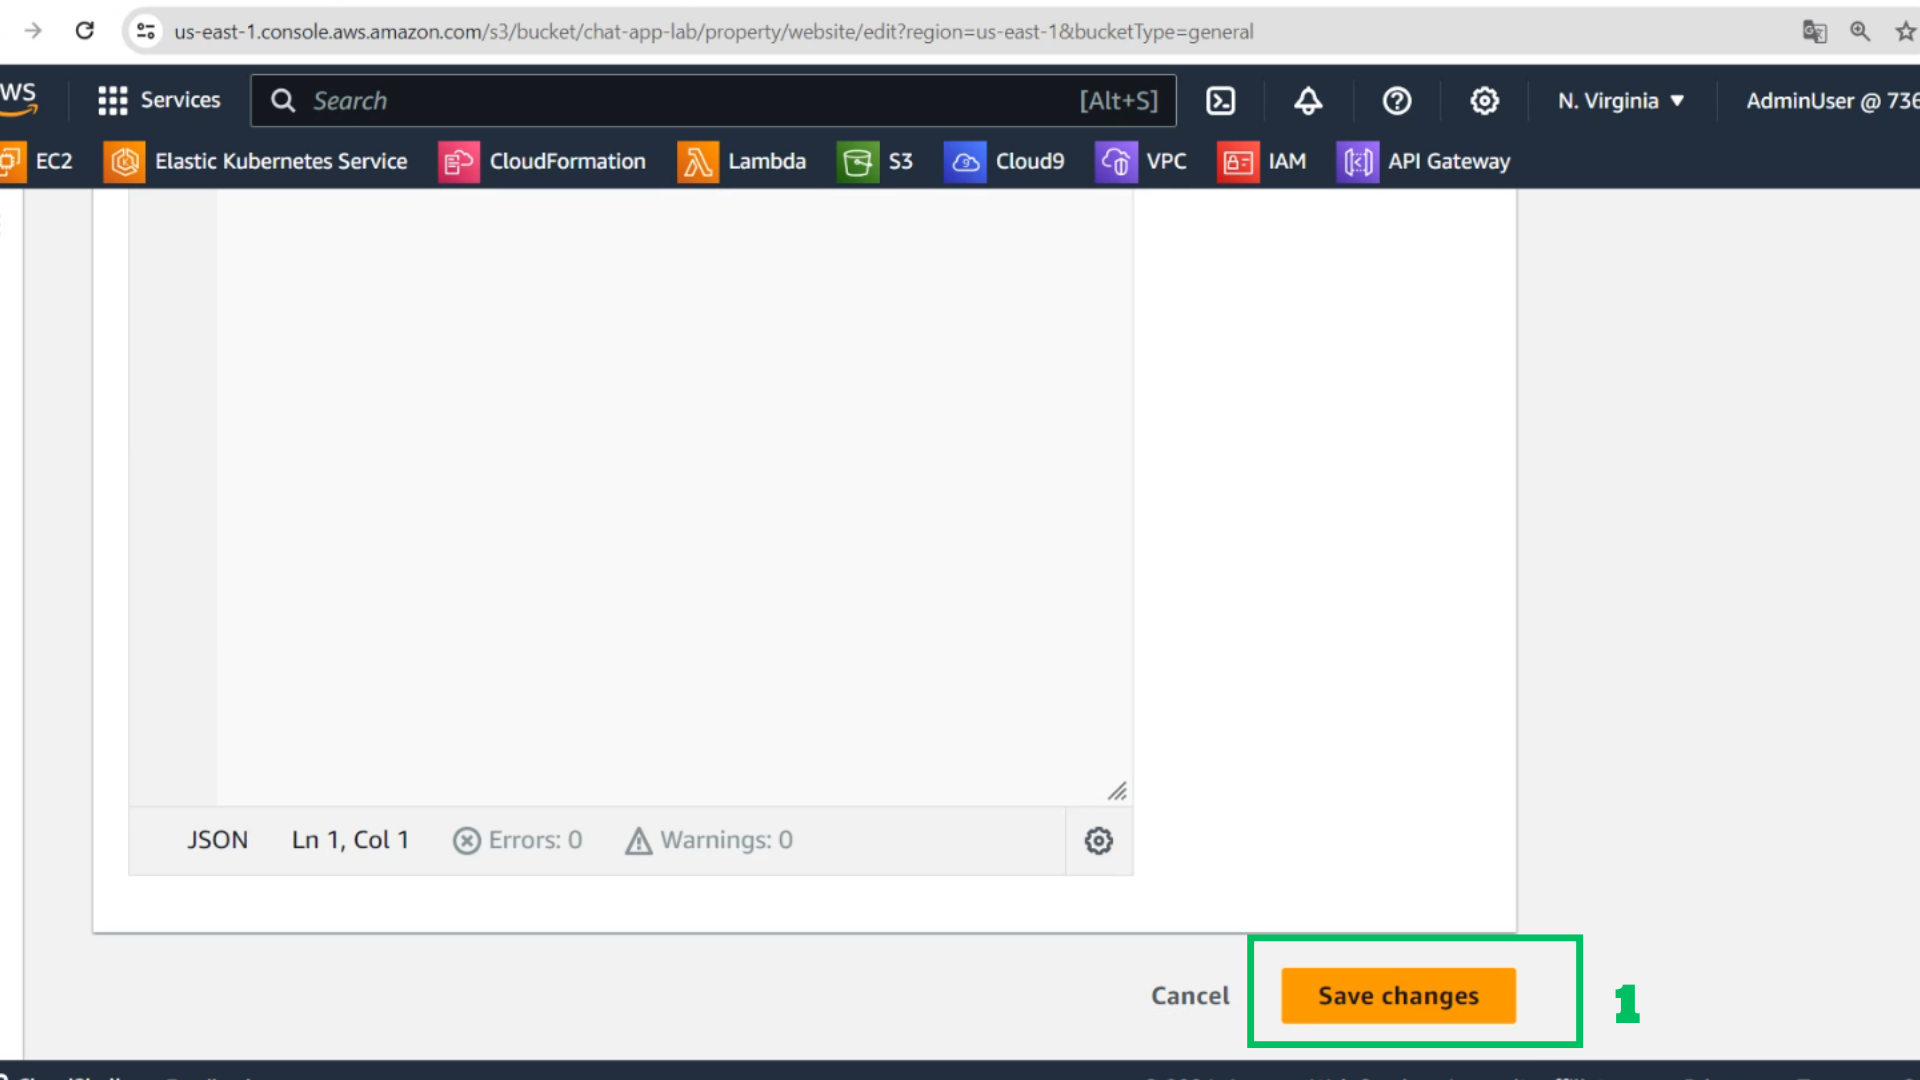 us-east-1.console.aws.amazon.com/s3/bucket/chat-app-lab/property/website/edit?region=us-east-1&bucketType=general
Services Search [Alt+S] N. Virginia ▼ AdminUser @ 736
EC2 Elastic Kubernetes Service CloudFormation Lambda S3 Cloud9 VPC IAM API Gateway
JSON Ln 1, Col 1 Errors: 0 Warnings: 0
Cancel Save changes 1